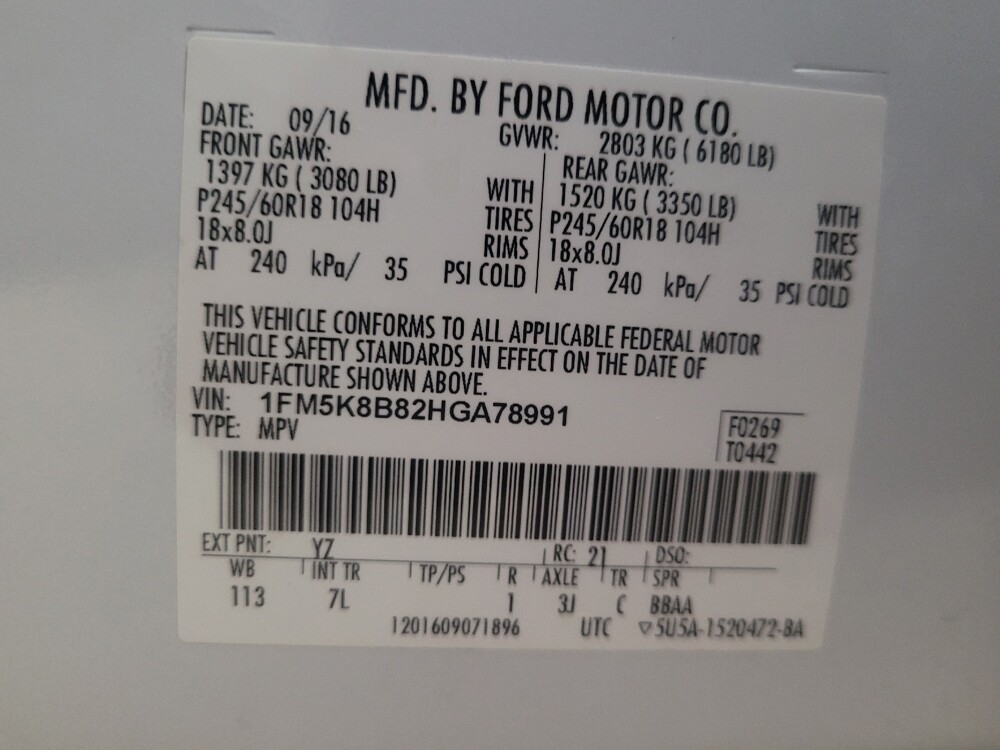 MFD. BY FORD MOTOR CO.
DATE: 09/16 GVWR: 2803 KG ( 6180 LB)
FRONT GAWR: REAR GAWR:
1397 KG ( 3080 LB) WITH 1520 KG ( 3350 LB) WITH
P245/60R18 104H TIRES P245/60R18 104H TIRES
18x8.0J RIMS 18x8.0J RIMS
AT 240 kPa/ 35 PSI COLD AT 240 kPa/ 35 PSI COLD
THIS VEHICLE CONFORMS TO ALL APPLICABLE FEDERAL MOTOR
VEHICLE SAFETY STANDARDS IN EFFECT ON THE DATE OF
MANUFACTURE SHOWN ABOVE.
VIN: 1FM5K8B82HGA78991
TYPE: MPV
F0269
T0442
EXT PNT: YZ RC: 21 DSO:
WB INT TR TP/PS R AXLE TR SPR
113 7L 1 3J C BBAA
1201609071896 UTC ▽5U5A-1520472-BA